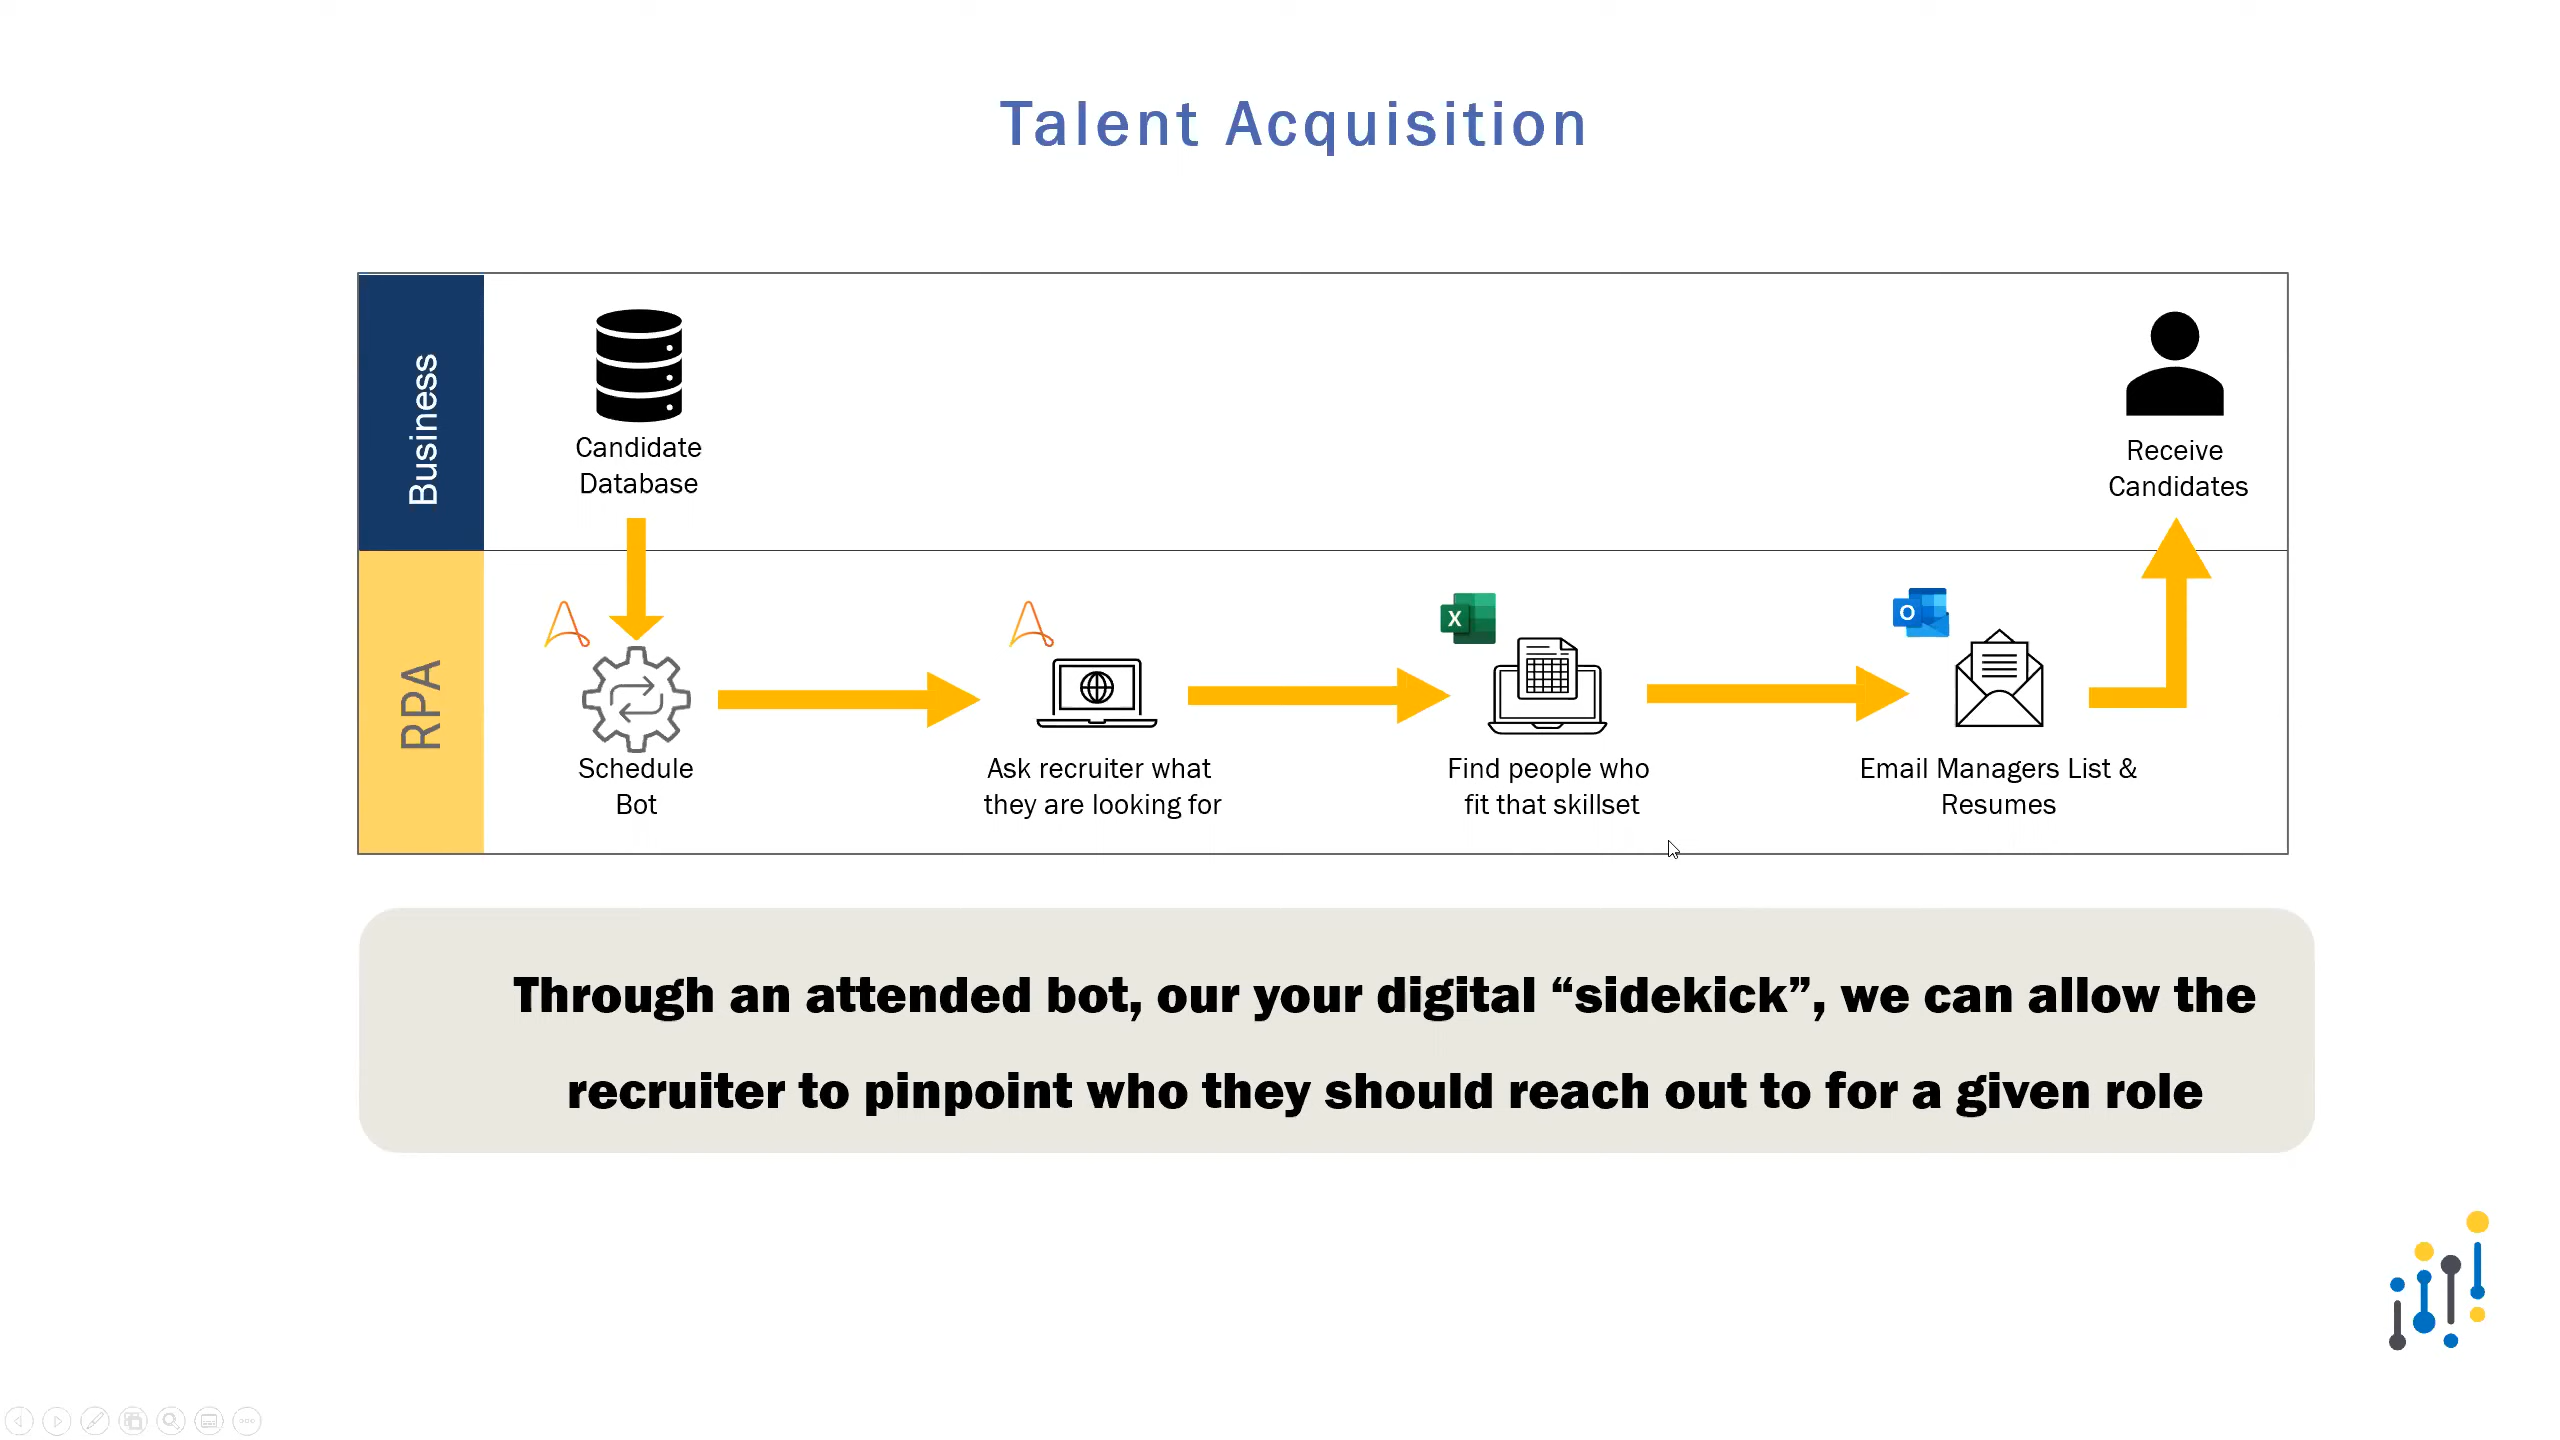 Talent Acquisition
Business
Candidate
Database
Receive
Candidates
RPA
X
O
Schedule
Bot
Ask recruiter what
they are looking for
Find people who
fit that skillset
Email Managers List &
Resumes
Through an attended bot, our your digital “sidekick”, we can allow the
recruiter to pinpoint who they should reach out to for a given role